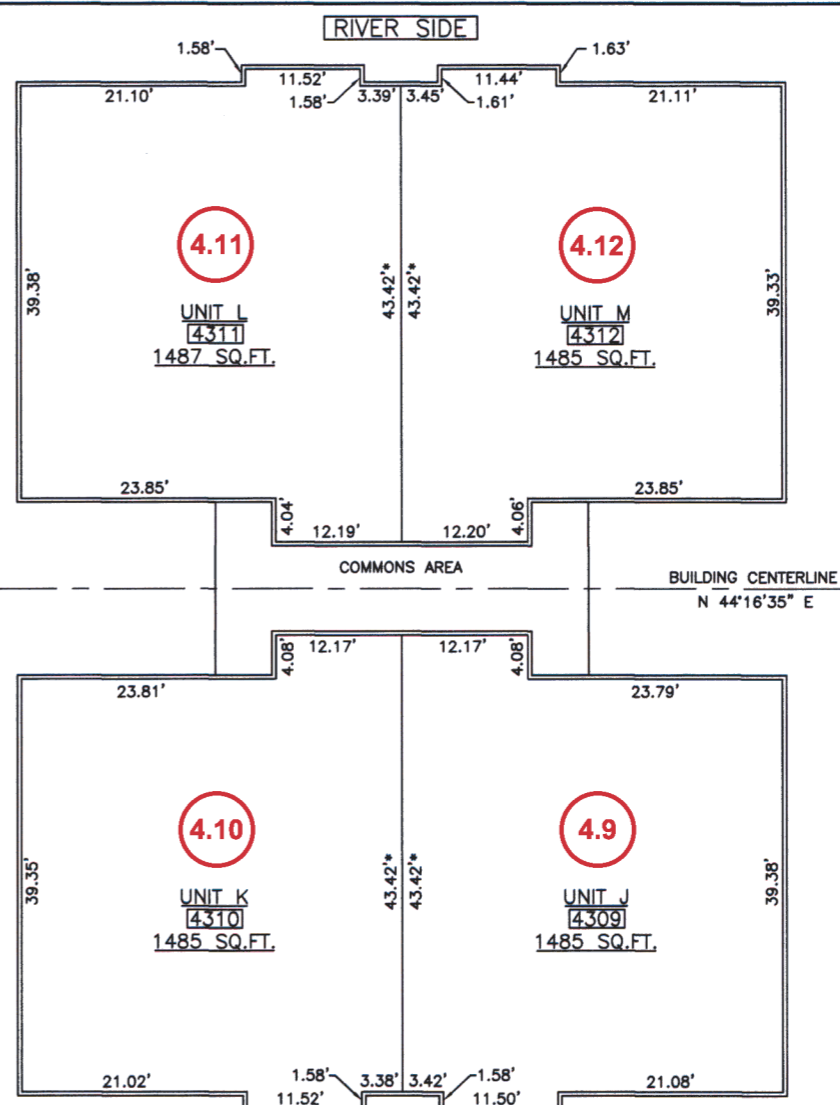 RIVER SIDE
1.58' 1.63'
11.52' 11.44'
21.10' 1.58' 3.39' 3.45' 1.61' 21.11'
4.11 4.12
39.38' 43.42'* 43.42'* 39.33'
UNIT L UNIT M
4311 4312
1487 SQ.FT. 1485 SQ.FT.
23.85' 23.85'
4.04' 4.06'
12.19' 12.20'
COMMONS AREA
BUILDING CENTERLINE
N 44°16'35" E
12.17' 12.17'
4.08' 4.08'
23.81' 23.79'
4.10 4.9
39.35' 43.42'* 43.42'* 39.38'
UNIT K UNIT J
4310 4309
1485 SQ.FT. 1485 SQ.FT.
21.02' 1.58' 3.38' 3.42' 1.58' 21.08'
11.52' 11.50'